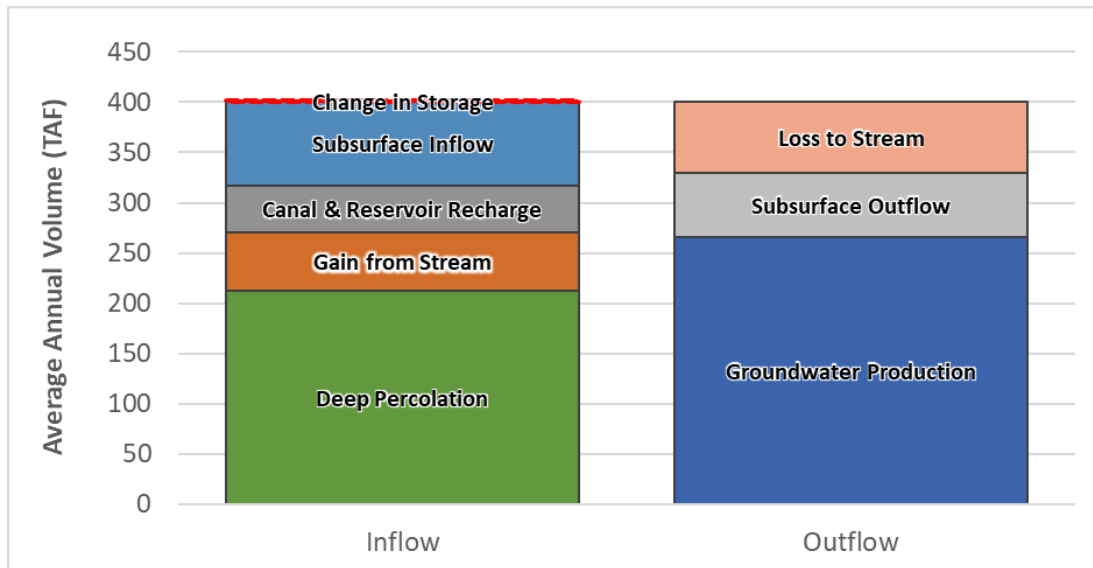 Average Annual Volume (TAF)
450
400
350
300
250
200
150
100
50
0
Change in Storage
Subsurface Inflow
Canal & Reservoir Recharge
Gain from Stream
Deep Percolation
Loss to Stream
Subsurface Outflow
Groundwater Production
Inflow
Outflow